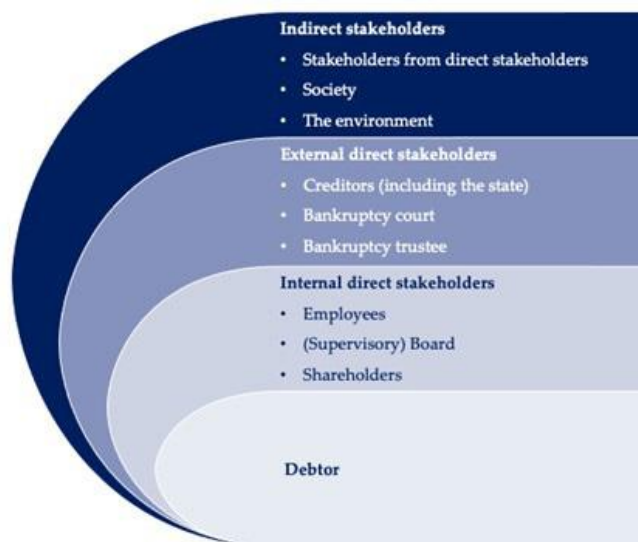 Indirect stakeholders
• Stakeholders from direct stakeholders
• Society
• The environment
External direct stakeholders
• Creditors (including the state)
• Bankruptcy court
• Bankruptcy trustee
Internal direct stakeholders
• Employees
• (Supervisory) Board
• Shareholders
Debtor